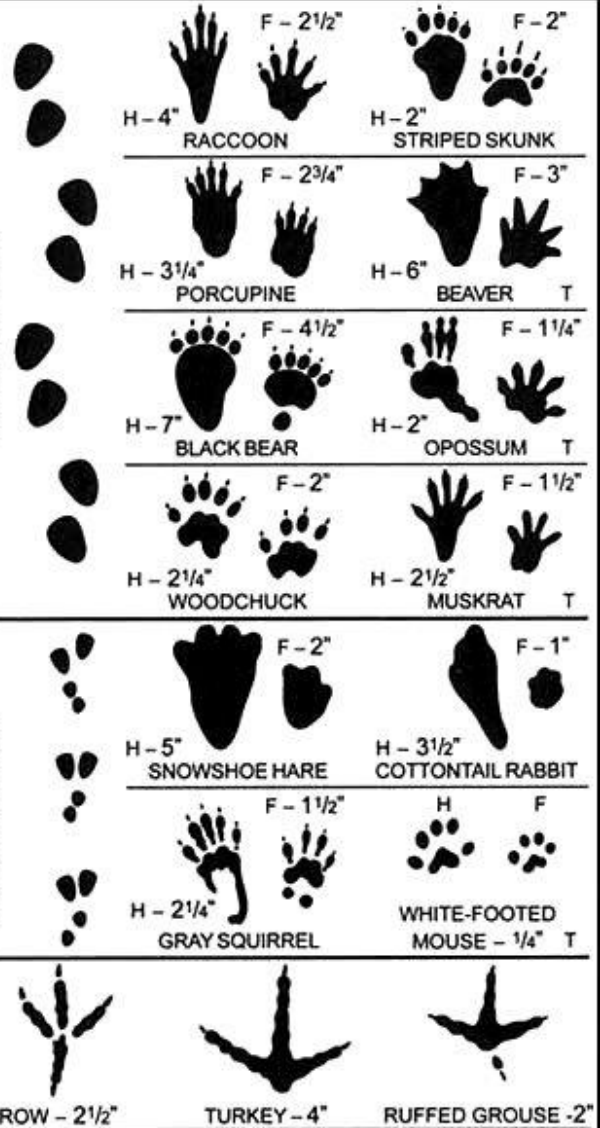 F – 2½"
H – 4"
RACCOON
F – 2"
H – 2"
STRIPED SKUNK
F – 2¾"
H – 3¼"
PORCUPINE
F – 3"
H – 6"
BEAVER T
F – 4½"
H – 7"
BLACK BEAR
F – 1¼"
H – 2"
OPOSSUM T
F – 2"
H – 2¼"
WOODCHUCK
F – 1½"
H – 2½"
MUSKRAT T
F – 2"
H – 5"
SNOWSHOE HARE
F – 1"
H – 3½"
COTTONTAIL RABBIT
F – 1½"
H – 2¼"
GRAY SQUIRREL
H F
WHITE-FOOTED
MOUSE – ¼" T
ROW – 2½"
TURKEY – 4"
RUFFED GROUSE -2"